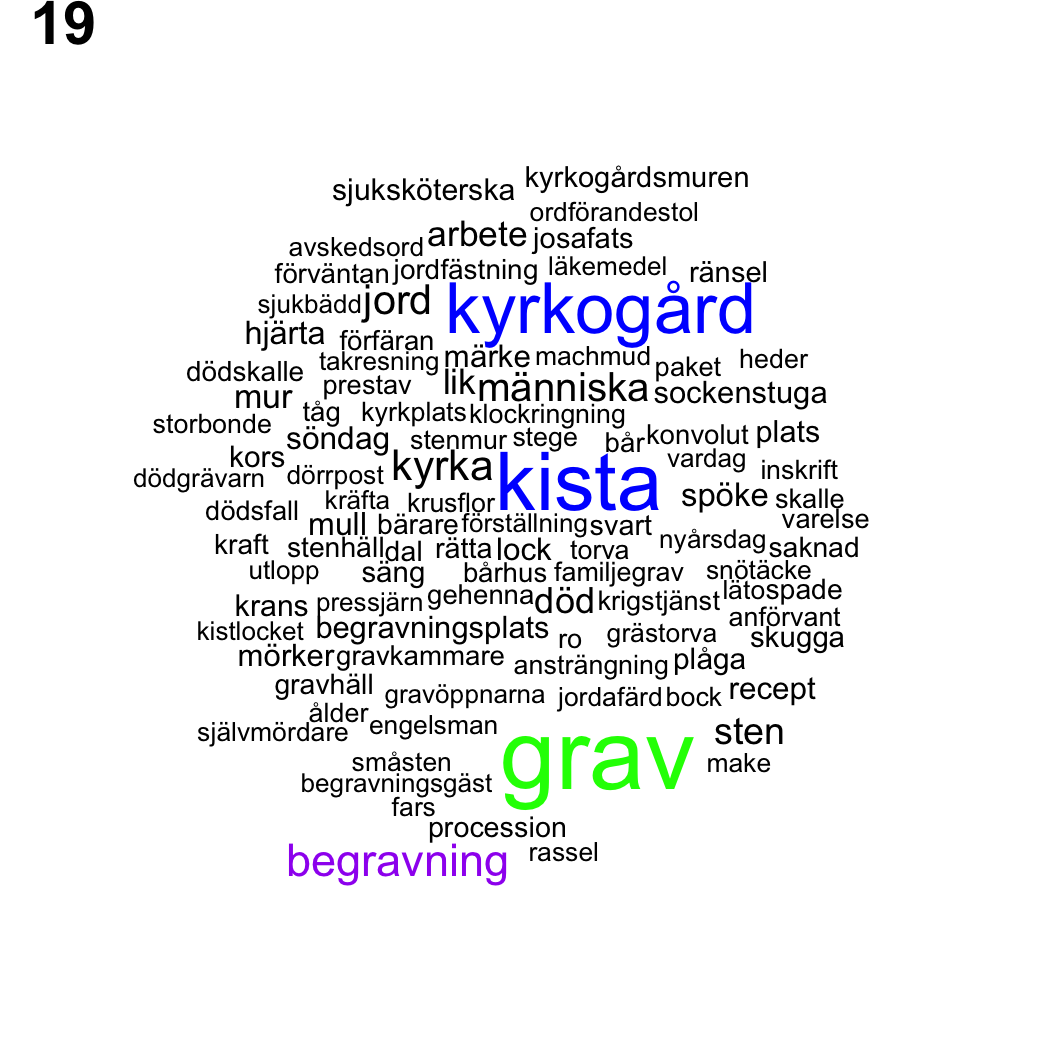 19
sjuksköterska kyrkogårdsmuren
ordförandestol
avskedsord arbete josafats
förväntan jordfästning läkemedel ränsel
sjukbädd jord kyrkogård
hjärta förfäran
takresning märke machmud paket heder
dödskalle prestav lik människa sockenstuga
mur tåg kyrkplats klockringning
storbonde söndag stenmur stege bår konvolut plats
kors kyrka kista vardag inskrift
dödgrävarn dörrpost spöke skalle
dödsfall kräfta krusflor varelse
mull bärare förställning svart
kraft stenhäll dal rätta lock torva nyårsdag saknad
utlopp säng bårhus familjegrav snötäcke
krans pressjärn gehenna död krigstjänst låtospade
kistlocket begravningsplats ro grästorva anförvant skugga
mörker gravkammare ansträngning plåga
gravhäll gravöppnarna jordafärd bock recept
ålder engelsman
självmördare grav sten
småsten make
begravningsgäst
fars
procession
begravning rassel